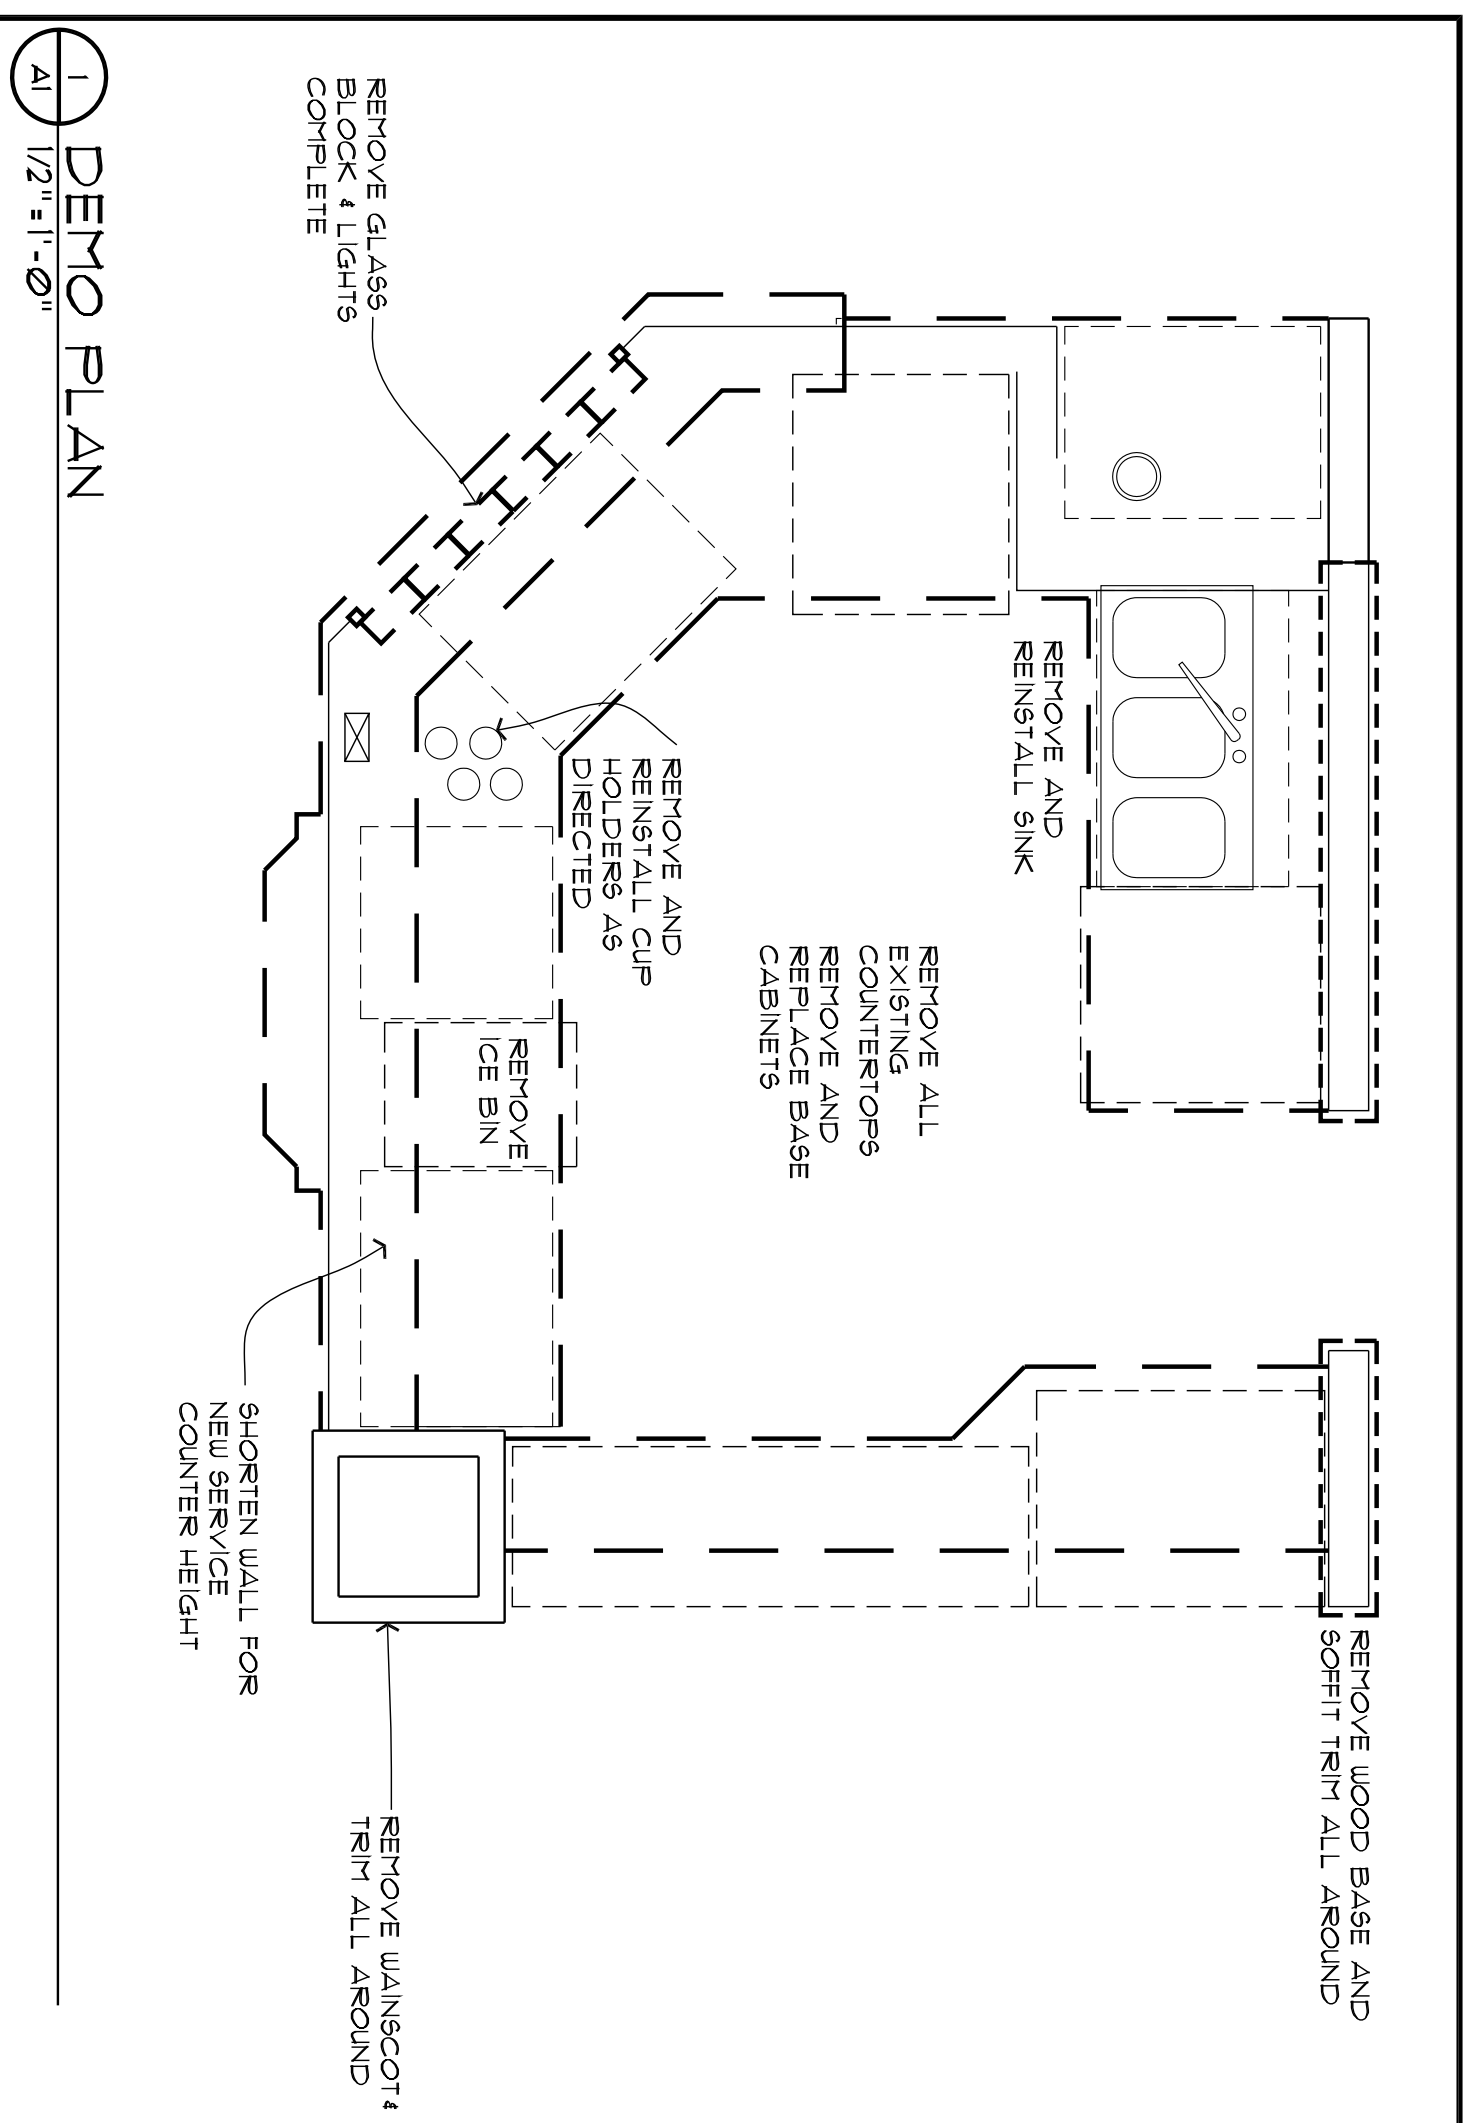 REMOVE WOOD BASE AND
SOFFIT TRIM ALL AROUND
REMOVE AND
REINSTALL SINK
REMOVE ALL
EXISTING
COUNTERTOPS
REMOVE AND
REPLACE BASE
CABINETS
REMOVE AND
REINSTALL CUP
HOLDERS AS
DIRECTED
REMOVE
ICE BIN
REMOVE GLASS
BLOCK & LIGHTS
COMPLETE
REMOVE WAINSCOT &
TRIM ALL AROUND
SHORTEN WALL FOR
NEW SERVICE
COUNTER HEIGHT
1
A1
DEMO PLAN
1/2" = 1'-0"